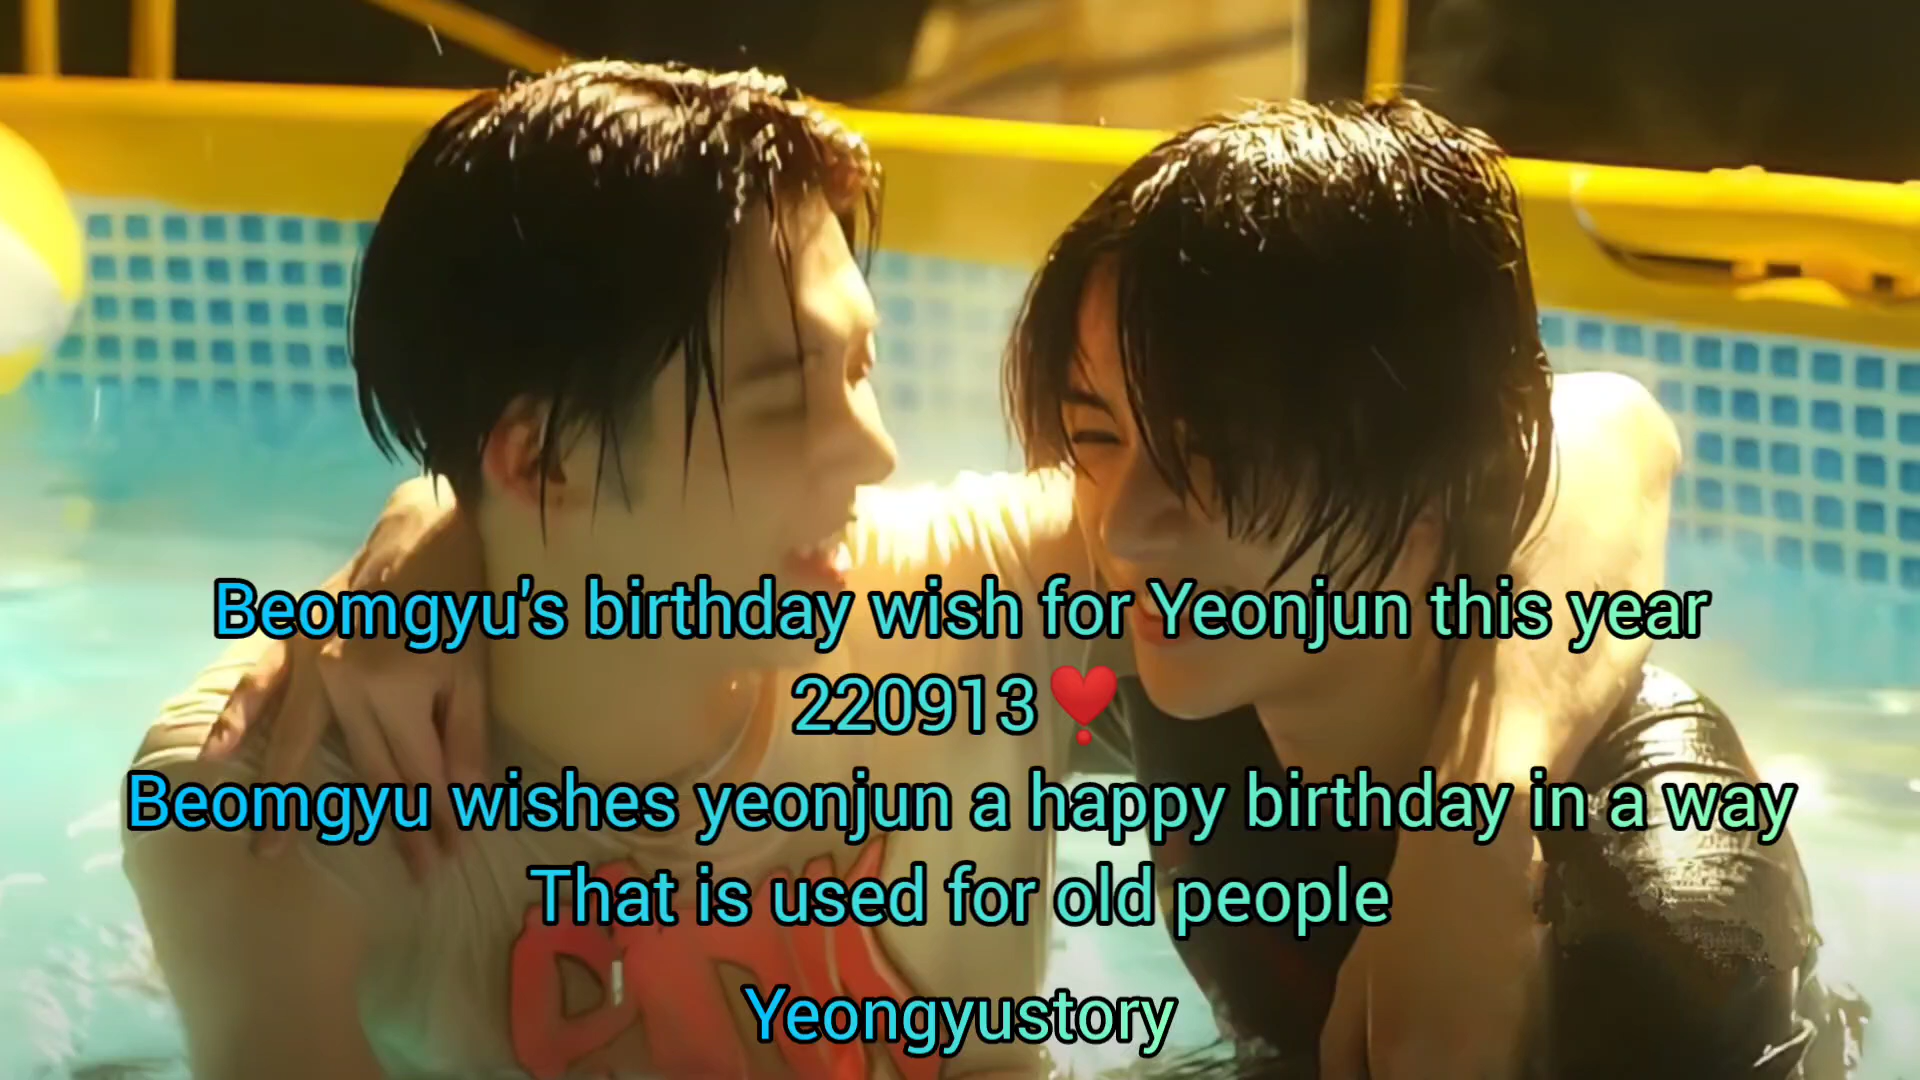 Beomgyu's birthday wish for Yeonjun this year
220913❣️
Beomgyu wishes yeonjun a happy birthday in a way
That is used for old people
Yeongyustory